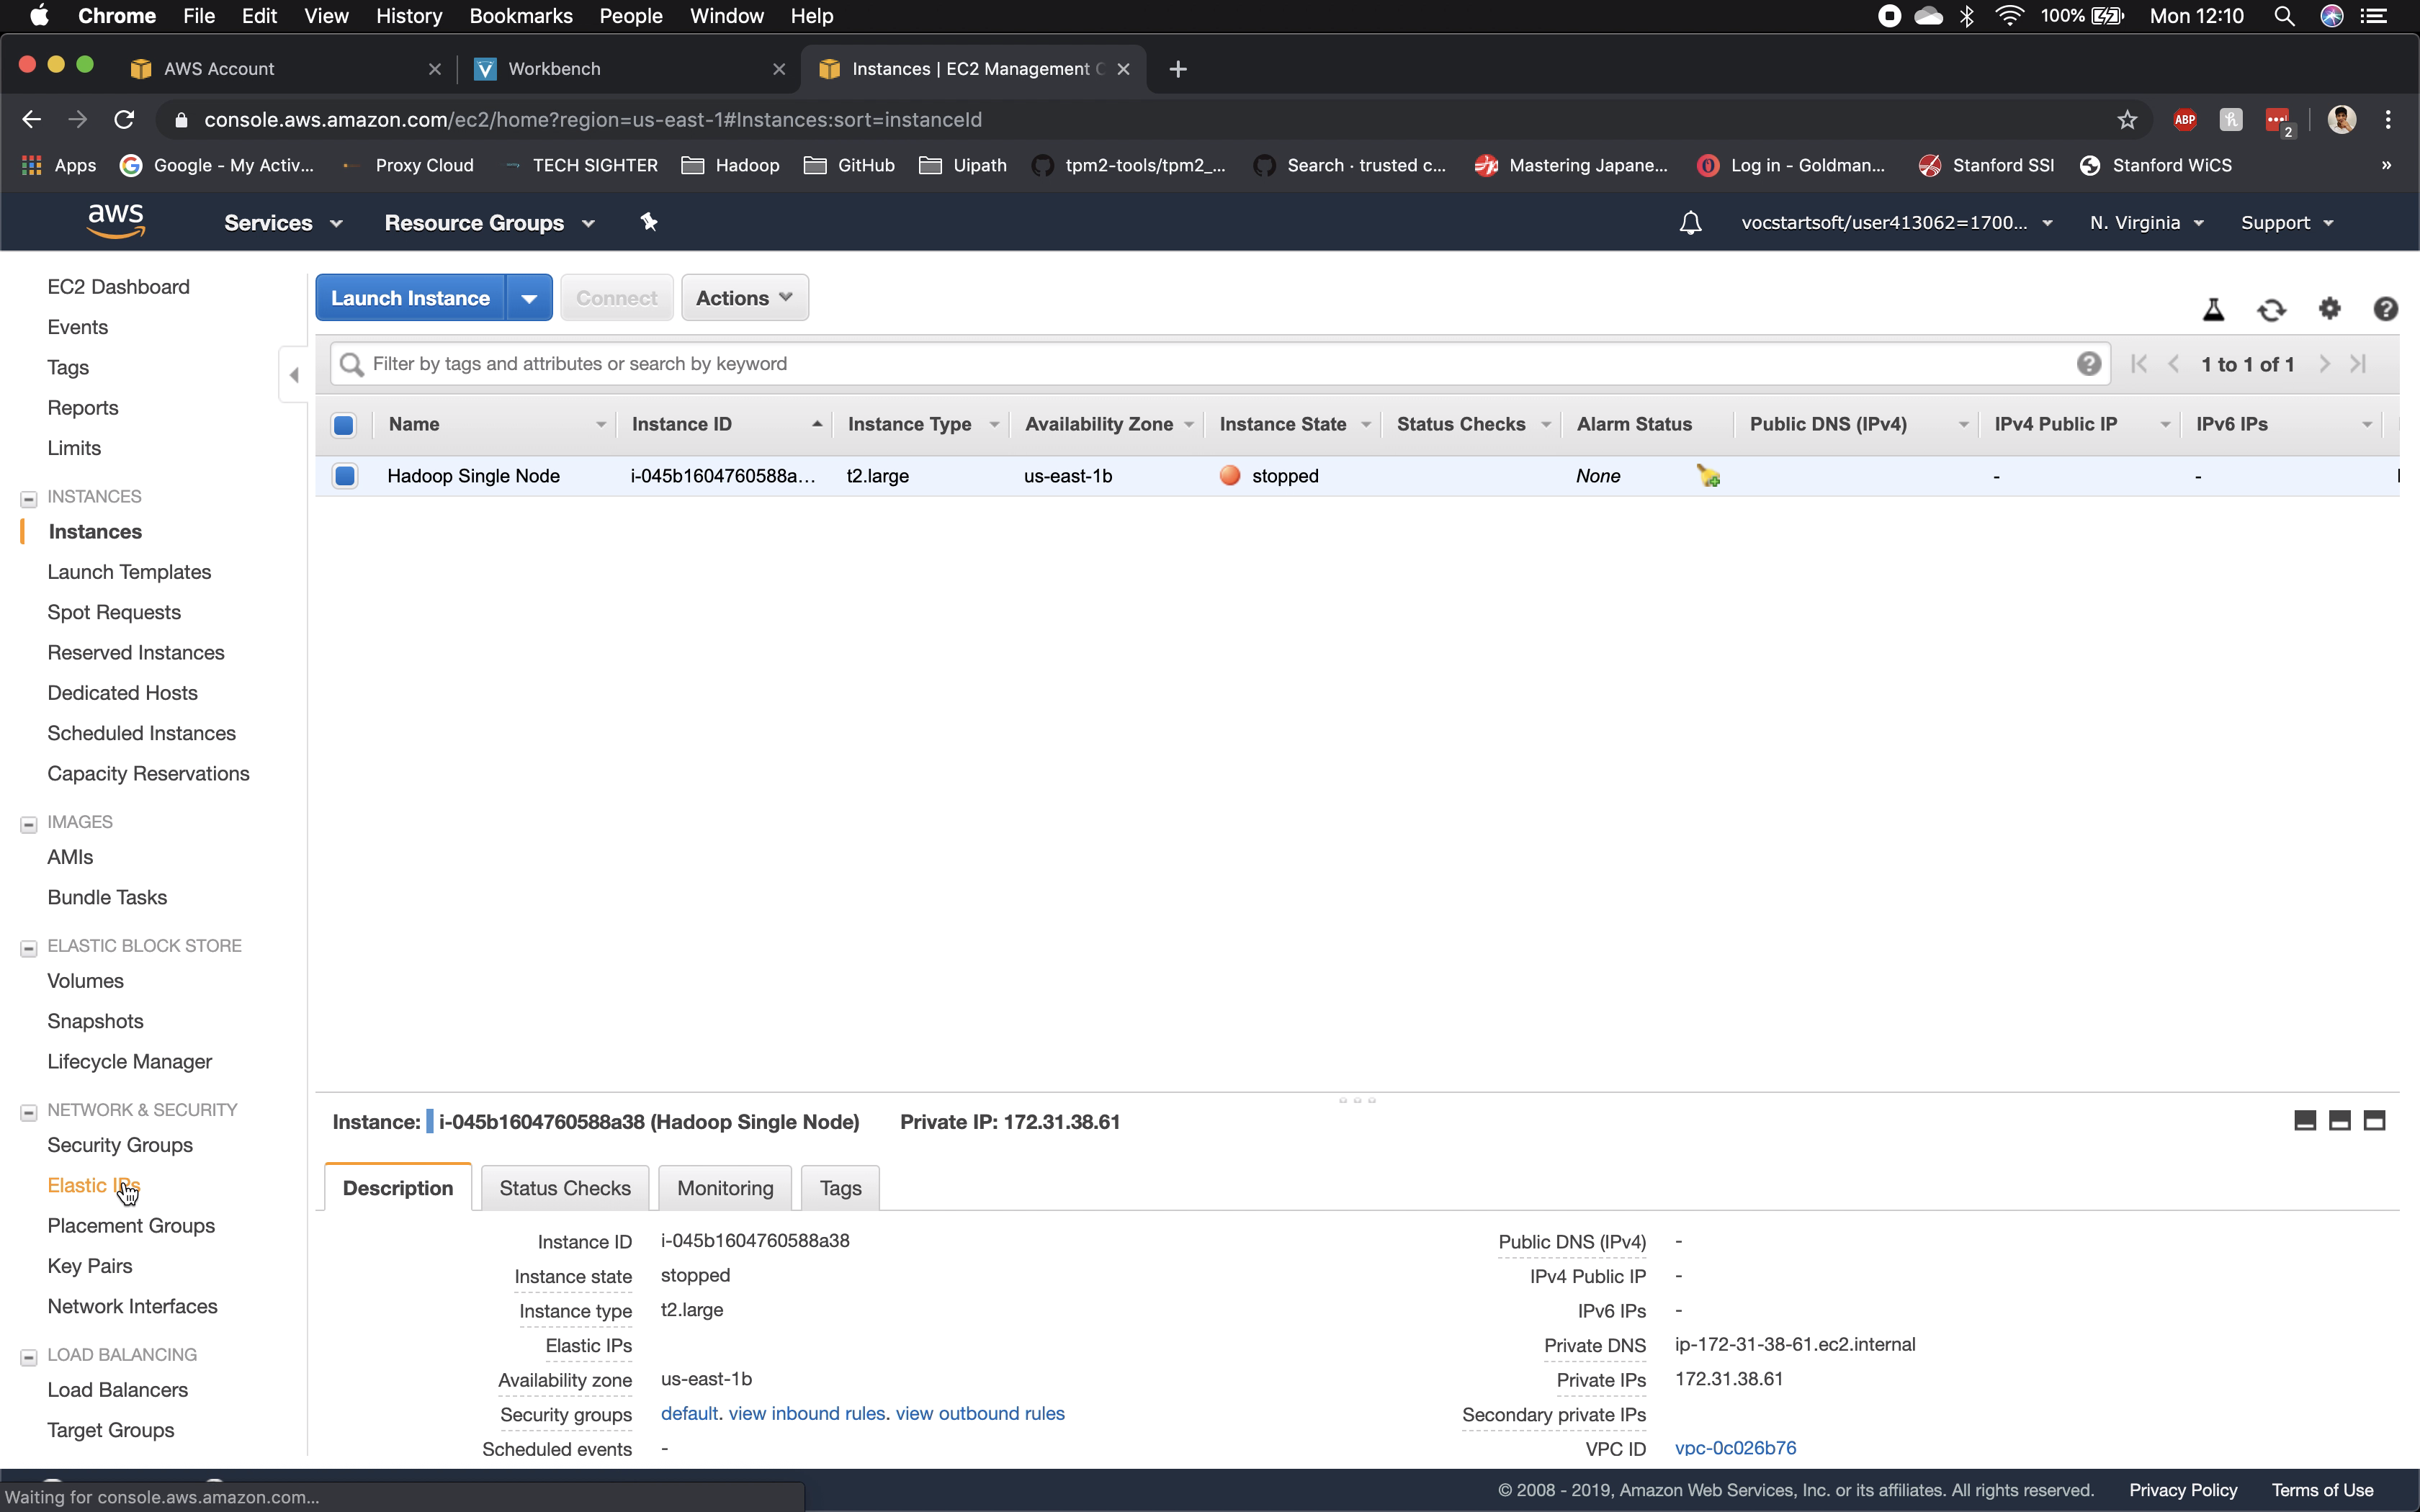 Chrome File Edit View History Bookmarks People Window Help 100% Mon 12:10
AWS Account Workbench Instances | EC2 Management C
console.aws.amazon.com/ec2/home?region=us-east-1#Instances:sort=instanceId ABP 2
Apps Google - My Activ... Proxy Cloud TECH SIGHTER Hadoop GitHub Uipath tpm2-tools/tpm2_... Search · trusted c... Mastering Japane... Log in - Goldman... Stanford SSI Stanford WiCS »
aws Services Resource Groups vocstartsoft/user413062=1700... N. Virginia Support
EC2 Dashboard
Events
Tags
Reports
Limits
INSTANCES
Instances
Launch Templates
Spot Requests
Reserved Instances
Dedicated Hosts
Scheduled Instances
Capacity Reservations
IMAGES
AMIs
Bundle Tasks
ELASTIC BLOCK STORE
Volumes
Snapshots
Lifecycle Manager
NETWORK & SECURITY
Security Groups
Elastic IPs
Placement Groups
Key Pairs
Network Interfaces
LOAD BALANCING
Load Balancers
Target Groups
Launch Instance Connect Actions
Filter by tags and attributes or search by keyword 1 to 1 of 1
Name Instance ID Instance Type Availability Zone Instance State Status Checks Alarm Status Public DNS (IPv4) IPv4 Public IP IPv6 IPs
Hadoop Single Node i-045b1604760588a... t2.large us-east-1b stopped None - -
Instance: i-045b1604760588a38 (Hadoop Single Node) Private IP: 172.31.38.61
Description Status Checks Monitoring Tags
Instance ID i-045b1604760588a38
Instance state stopped
Instance type t2.large
Elastic IPs
Availability zone us-east-1b
Security groups default. view inbound rules. view outbound rules
Scheduled events -
Public DNS (IPv4) -
IPv4 Public IP -
IPv6 IPs -
Private DNS ip-172-31-38-61.ec2.internal
Private IPs 172.31.38.61
Secondary private IPs
VPC ID vpc-0c026b76
Waiting for console.aws.amazon.com...
© 2008 - 2019, Amazon Web Services, Inc. or its affiliates. All rights reserved. Privacy Policy Terms of Use